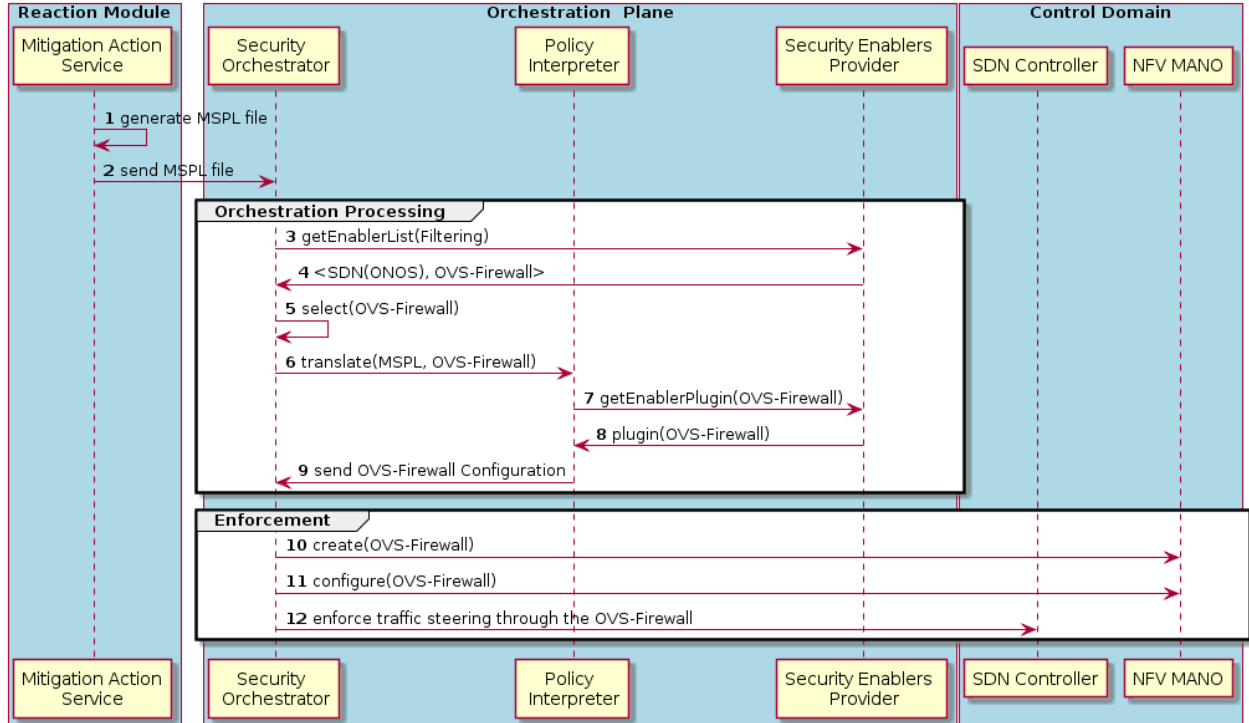 Reaction Module
Orchestration  Plane
Control Domain
Mitigation Action
Service
Security
Orchestrator
Policy
Interpreter
Security Enablers
Provider
SDN Controller
NFV MANO
1 generate MSPL file
2 send MSPL file
Orchestration Processing
3 getEnablerList(Filtering)
4 <SDN(ONOS), OVS-Firewall>
5 select(OVS-Firewall)
6 translate(MSPL, OVS-Firewall)
7 getEnablerPlugin(OVS-Firewall)
8 plugin(OVS-Firewall)
9 send OVS-Firewall Configuration
Enforcement
10 create(OVS-Firewall)
11 configure(OVS-Firewall)
12 enforce traffic steering through the OVS-Firewall
Mitigation Action
Service
Security
Orchestrator
Policy
Interpreter
Security Enablers
Provider
SDN Controller
NFV MANO